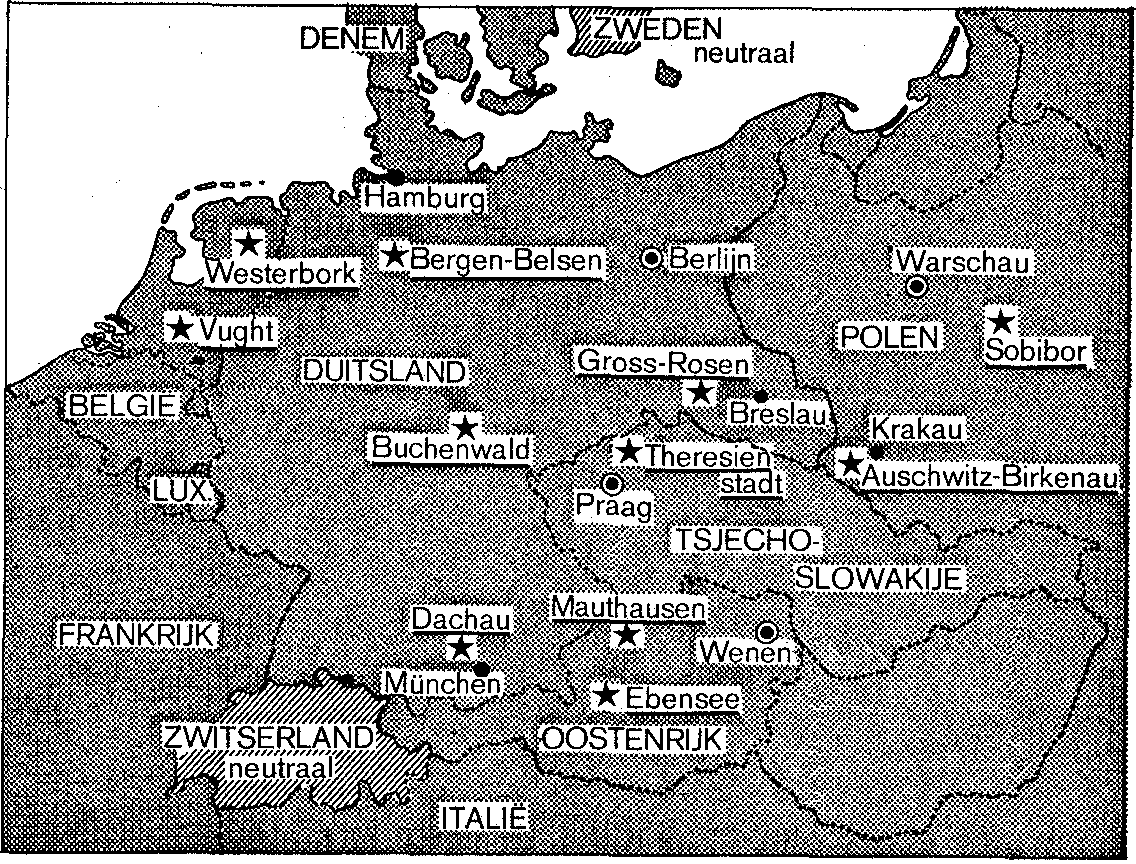 DENEM
ZWEDEN
neutraal
Hamburg
Westerbork
Bergen-Belsen
Berlijn
Warschau
Vught
POLEN
Sobibor
DUITSLAND
Gross-Rosen
BELGIE
Breslau
Krakau
Buchenwald
Theresien
stadt
Auschwitz-Birkenau
LUX.
Praag
TSJECHO-
SLOWAKIJE
Mauthausen
Dachau
FRANKRIJK
Wenen
München
Ebensee
ZWITSERLAND
neutraal
OOSTENRIJK
ITALIË